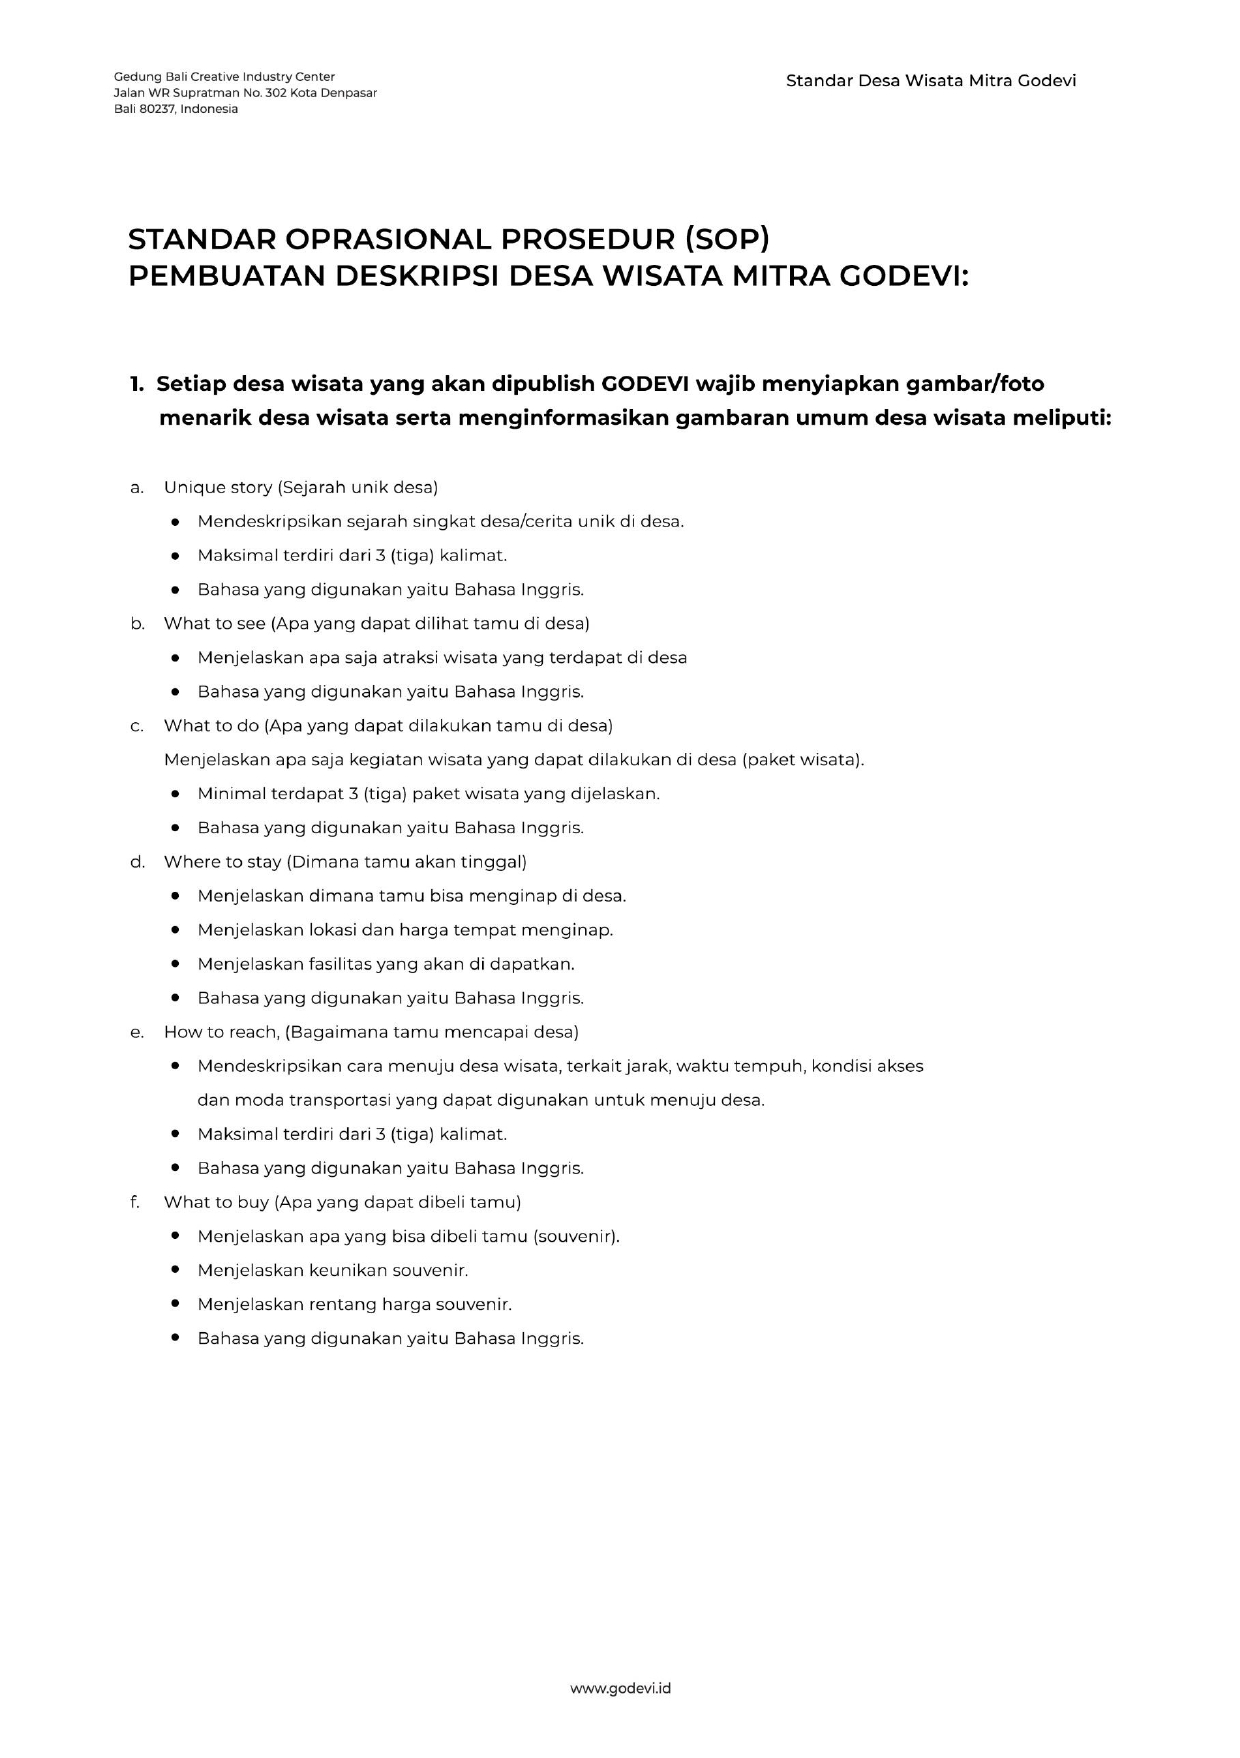 Gedung Bali Creative Industry Center
Jalan WR Supratman No. 302 Kota Denpasar
Bali 80237, Indonesia
Standar Desa Wisata Mitra Godevi
STANDAR OPRASIONAL PROSEDUR (SOP)
PEMBUATAN DESKRIPSI DESA WISATA MITRA GODEVI:
1. Setiap desa wisata yang akan dipublish GODEVI wajib menyiapkan gambar/foto
menarik desa wisata serta menginformasikan gambaran umum desa wisata meliputi:
a. Unique story (Sejarah unik desa)
● Mendeskripsikan sejarah singkat desa/cerita unik di desa.
● Maksimal terdiri dari 3 (tiga) kalimat.
● Bahasa yang digunakan yaitu Bahasa Inggris.
b. What to see (Apa yang dapat dilihat tamu di desa)
● Menjelaskan apa saja atraksi wisata yang terdapat di desa
● Bahasa yang digunakan yaitu Bahasa Inggris.
c. What to do (Apa yang dapat dilakukan tamu di desa)
Menjelaskan apa saja kegiatan wisata yang dapat dilakukan di desa (paket wisata).
● Minimal terdapat 3 (tiga) paket wisata yang dijelaskan.
● Bahasa yang digunakan yaitu Bahasa Inggris.
d. Where to stay (Dimana tamu akan tinggal)
● Menjelaskan dimana tamu bisa menginap di desa.
● Menjelaskan lokasi dan harga tempat menginap.
● Menjelaskan fasilitas yang akan di dapatkan.
● Bahasa yang digunakan yaitu Bahasa Inggris.
e. How to reach, (Bagaimana tamu mencapai desa)
● Mendeskripsikan cara menuju desa wisata, terkait jarak, waktu tempuh, kondisi akses
dan moda transportasi yang dapat digunakan untuk menuju desa.
● Maksimal terdiri dari 3 (tiga) kalimat.
● Bahasa yang digunakan yaitu Bahasa Inggris.
f. What to buy (Apa yang dapat dibeli tamu)
● Menjelaskan apa yang bisa dibeli tamu (souvenir).
● Menjelaskan keunikan souvenir.
● Menjelaskan rentang harga souvenir.
● Bahasa yang digunakan yaitu Bahasa Inggris.
www.godevi.id